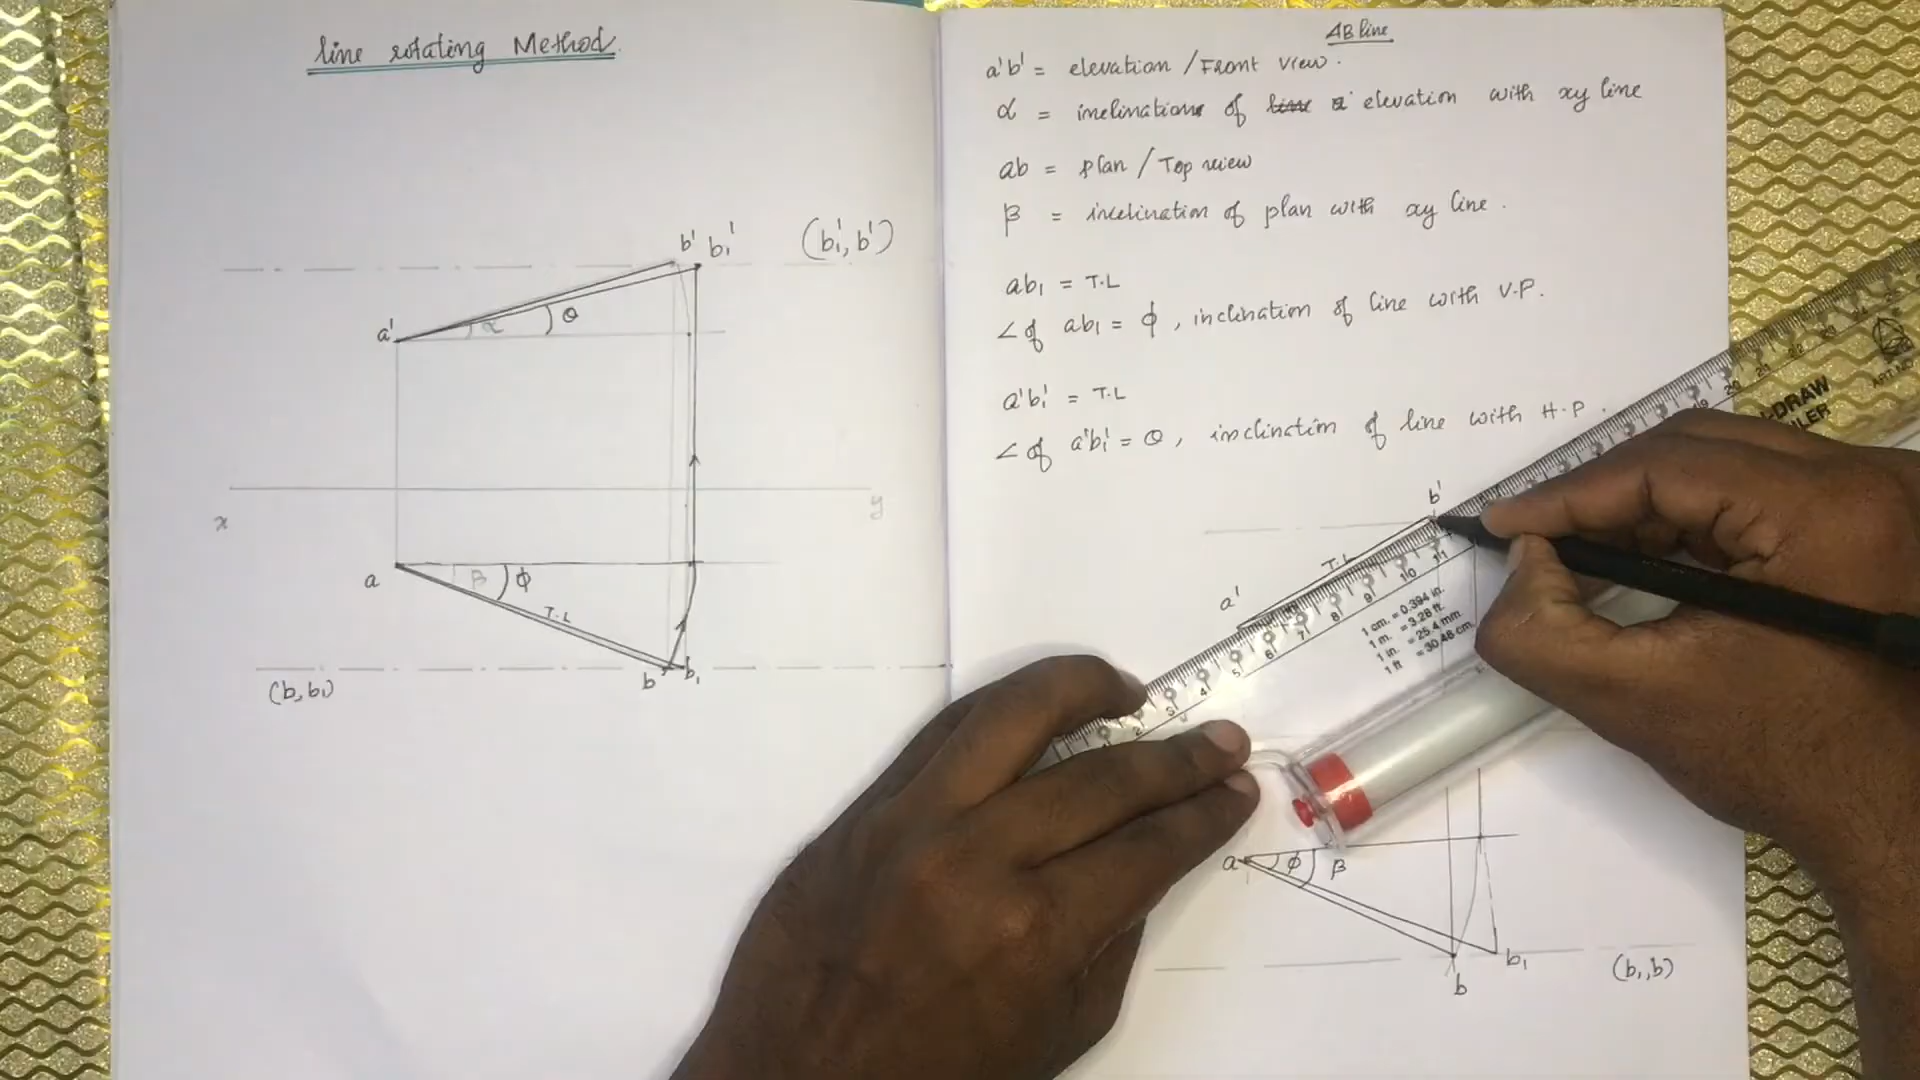 line rotating Method.
b' b₁' (b₁', b')
a' α θ
x y
a β ϕ
T.L
b b₁
(b, b₁)
AB line
a'b' = elevation / Front view.
α = inclinations of line a' elevation with xy line
ab = plan / Top view
β = inclination of plan with xy line.
ab₁ = T.L
∠ of ab₁ = ϕ, inclination of line with V.P.
a'b₁' = T.L
∠ of a'b₁' = θ, inclinction of line with H.P.
b'
T.L
a'
1 cm. = 0.394 in.
1 m. = 3.28 ft.
1 in. = 25.4 mm.
1 ft = 30.48 cm.
a ϕ β
b₁ (b₁, b)
b